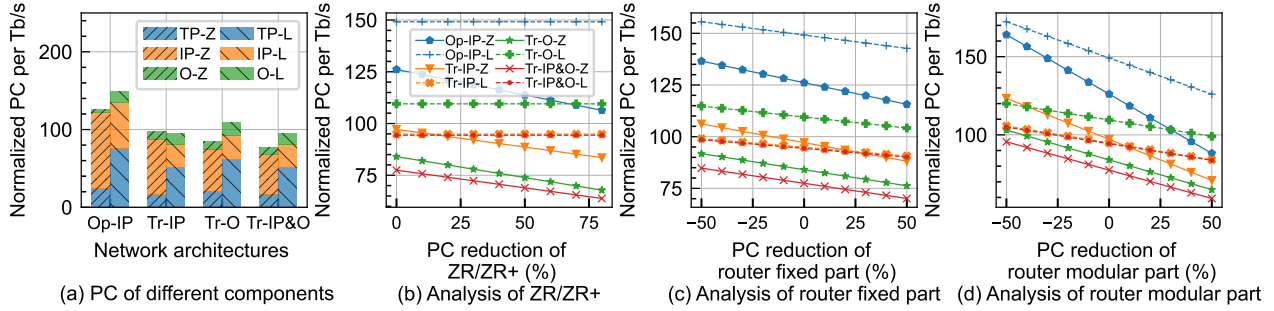 Normalized PC per Tb/s
200
100
0
TP-Z
TP-L
IP-Z
IP-L
O-Z
O-L
Op-IP
Tr-IP
Tr-O
Tr-IP&O
Network architectures
(a) PC of different components
Normalized PC per Tb/s
150
125
100
75
Op-IP-Z
Op-IP-L
Tr-IP-Z
Tr-IP-L
Tr-O-Z
Tr-O-L
Tr-IP&O-Z
Tr-IP&O-L
0
25
50
75
PC reduction of
ZR/ZR+ (%)
(b) Analysis of ZR/ZR+
Normalized PC per Tb/s
150
125
100
75
−50
−25
0
25
50
PC reduction of
router fixed part (%)
(c) Analysis of router fixed part
Normalized PC per Tb/s
150
100
−50
−25
0
25
50
PC reduction of
router modular part (%)
(d) Analysis of router modular part